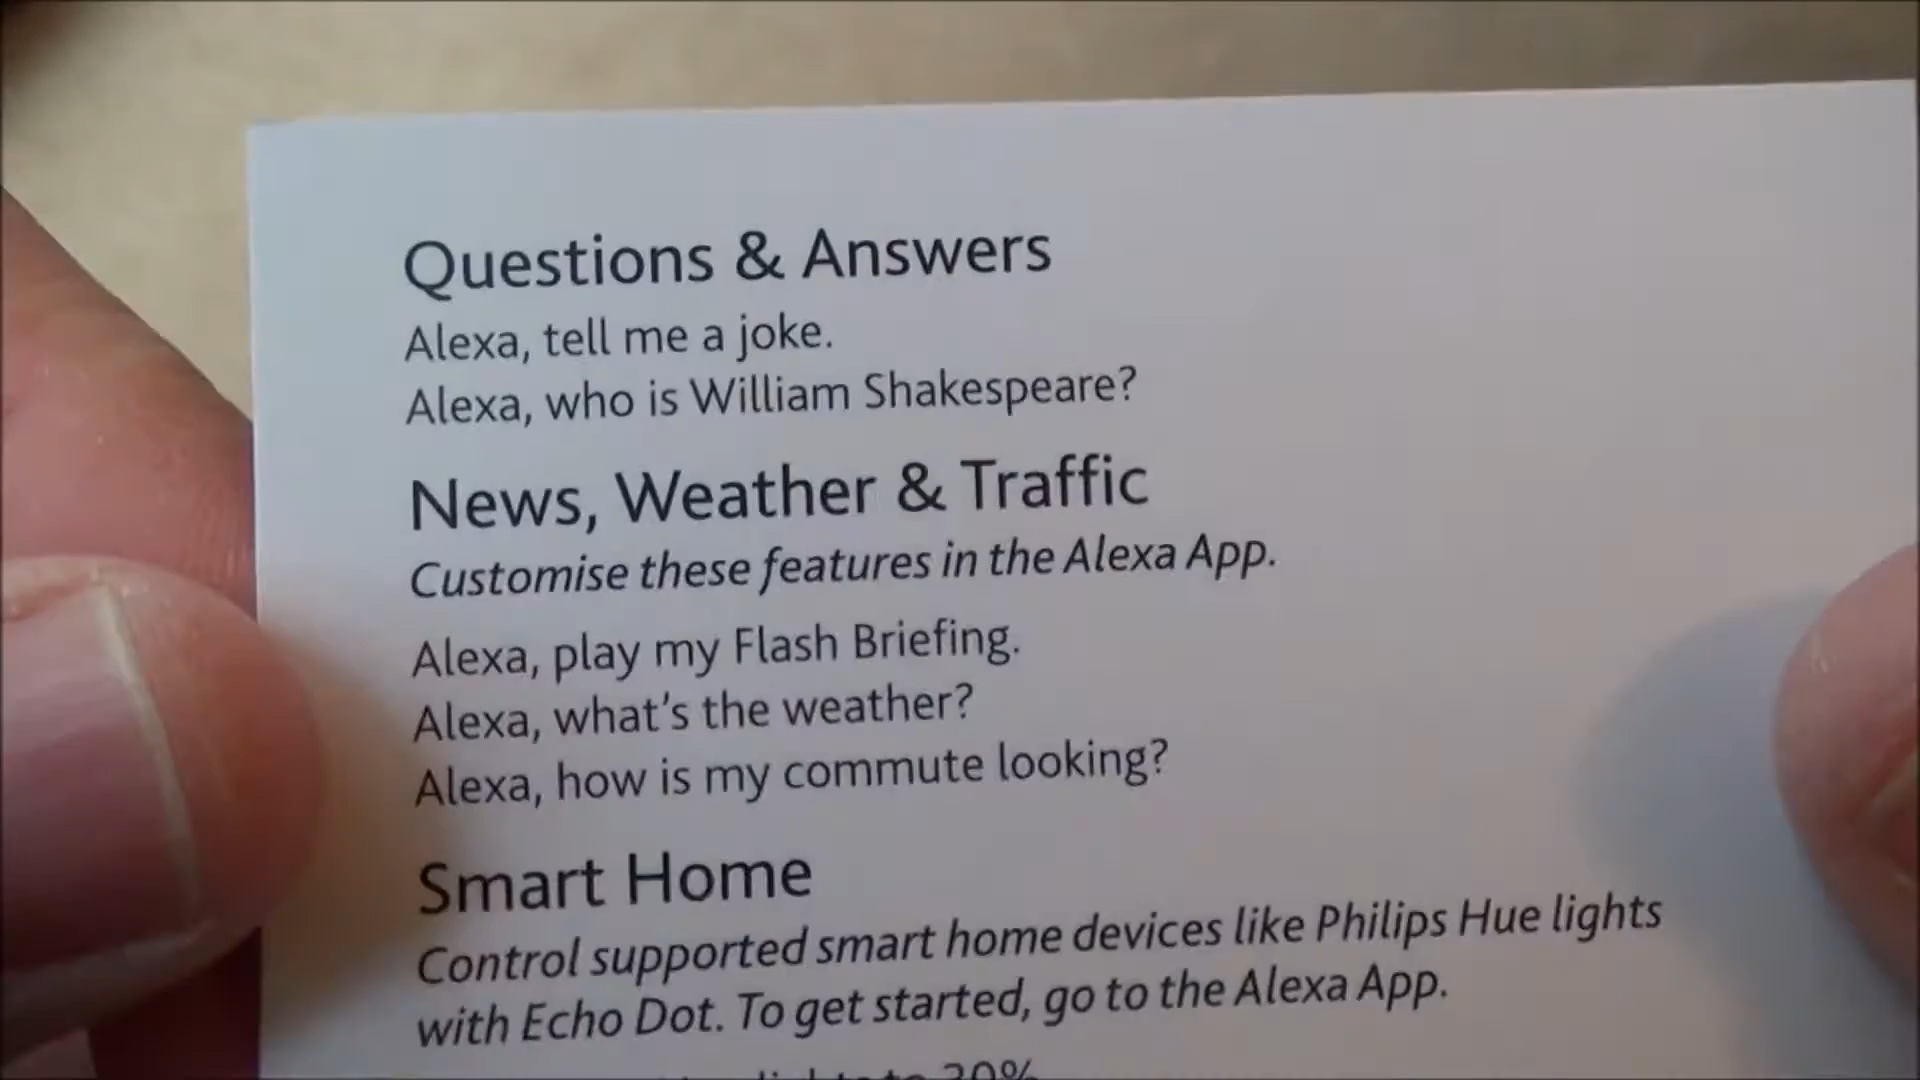 Questions & Answers
Alexa, tell me a joke.
Alexa, who is William Shakespeare?
News, Weather & Traffic
Customise these features in the Alexa App.
Alexa, play my Flash Briefing.
Alexa, what's the weather?
Alexa, how is my commute looking?
Smart Home
Control supported smart home devices like Philips Hue lights
with Echo Dot. To get started, go to the Alexa App.
lights to 20%